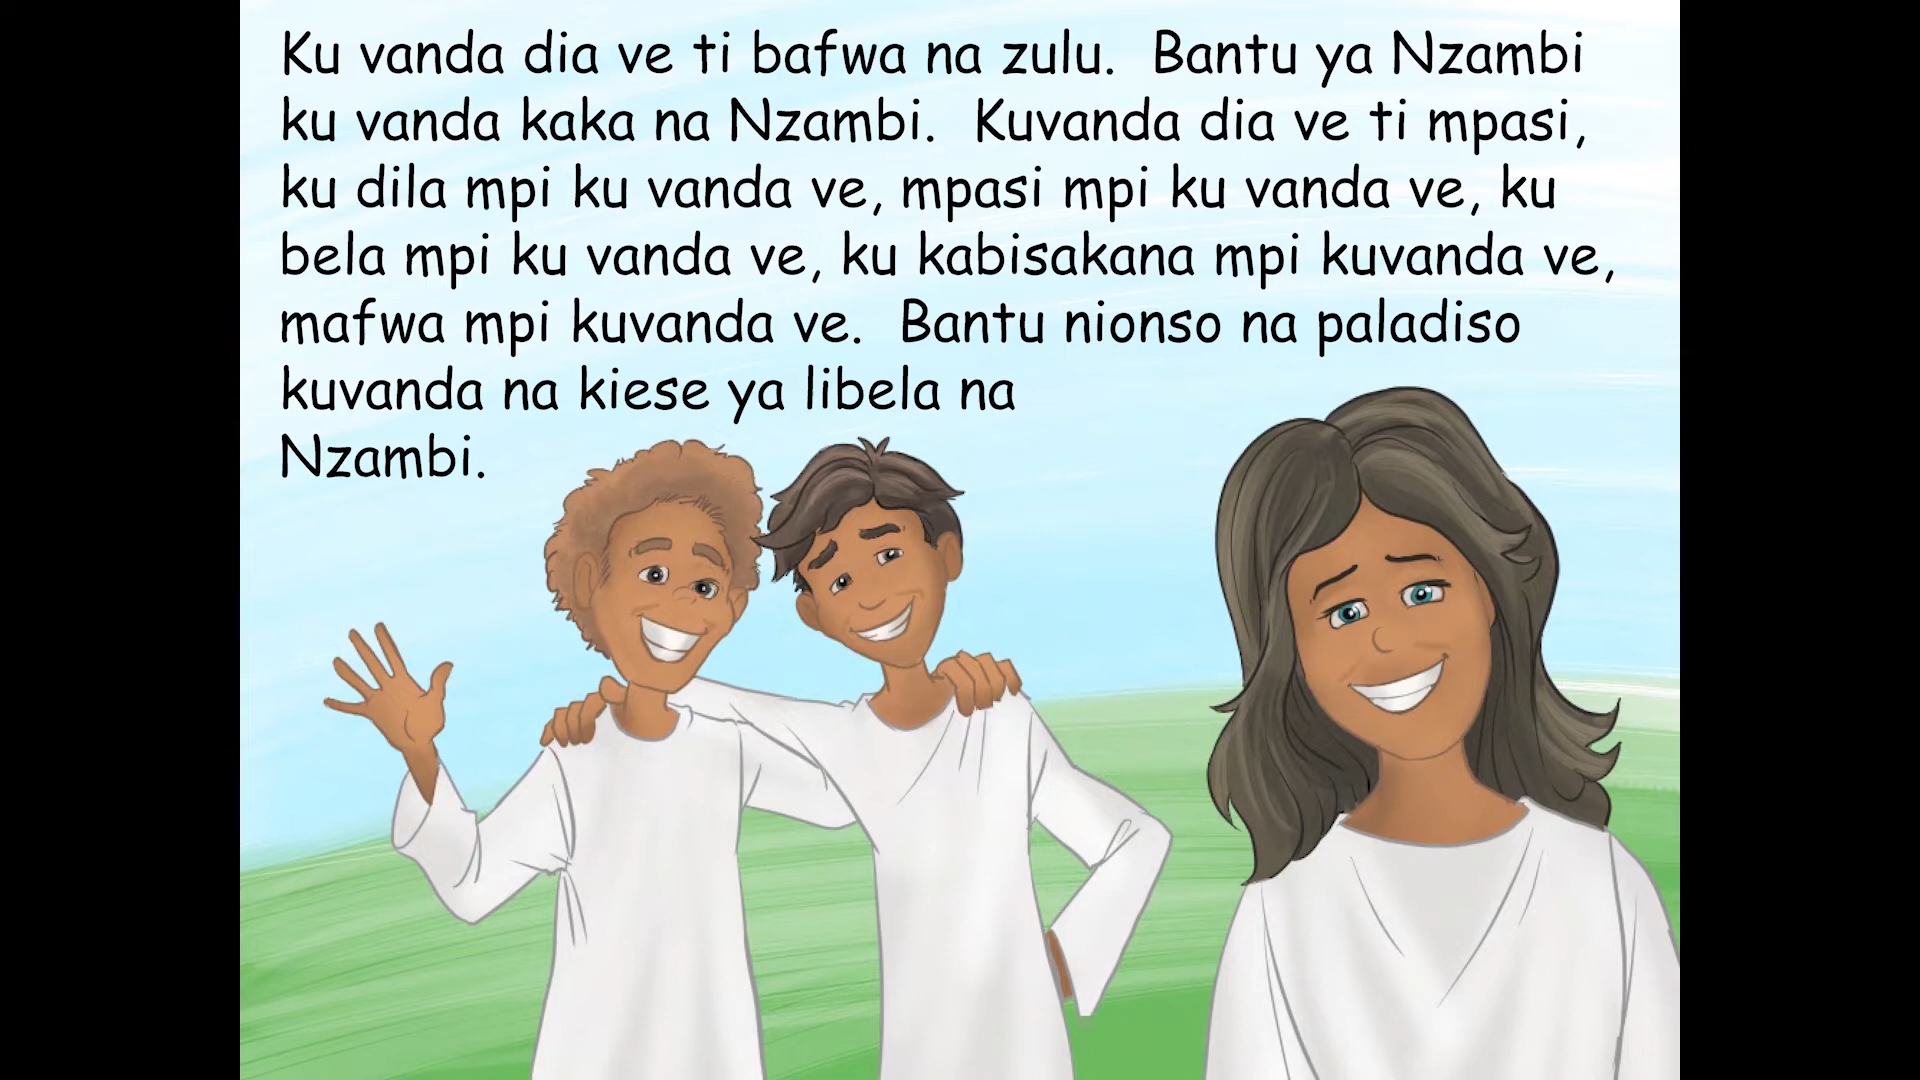 Ku vanda dia ve ti bafwa na zulu. Bantu ya Nzambi
ku vanda kaka na Nzambi. Kuvanda dia ve ti mpasi,
ku dila mpi ku vanda ve, mpasi mpi ku vanda ve, ku
bela mpi ku vanda ve, ku kabisakana mpi kuvanda ve,
mafwa mpi kuvanda ve. Bantu nionso na paladiso
kuvanda na kiese ya libela na
Nzambi.